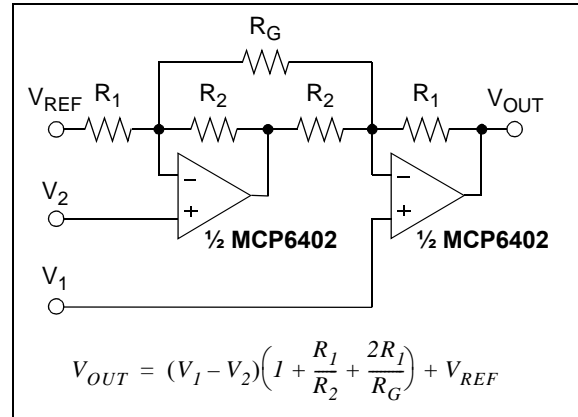 R_G
V_REF R_1 R_2 R_2 R_1 V_OUT
V_2
½ MCP6402 ½ MCP6402
V_1
V_OUT = (V_1 – V_2)(1 + R_1/R_2 + 2R_1/R_G) + V_REF